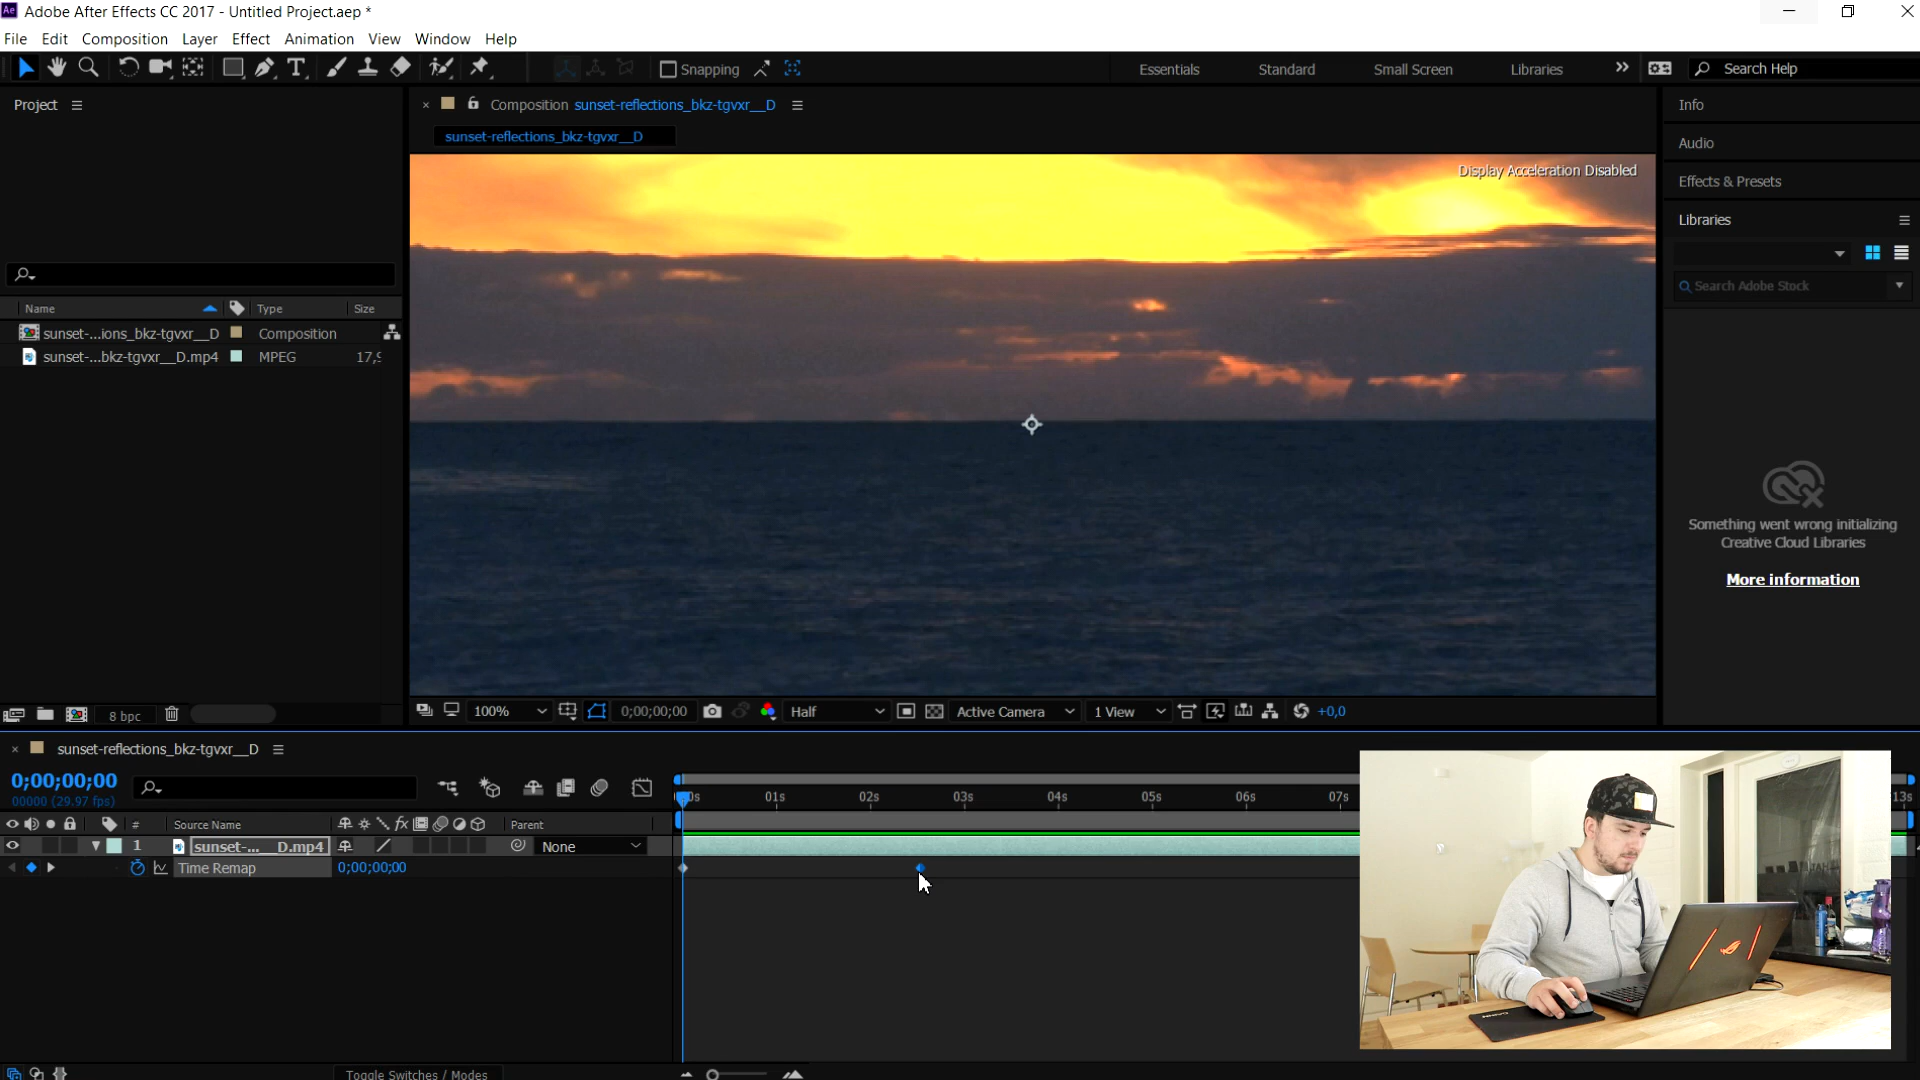 Ae Adobe After Effects CC 2017 - Untitled Project.aep *
File Edit Composition Layer Effect Animation View Window Help
Snapping Essentials Standard Small Screen Libraries >> Search Help
Project
Composition sunset-reflections_bkz-tgvxr__D
sunset-reflections_bkz-tgvxr__D
Display Acceleration Disabled
Name Type Size
sunset-...ions_bkz-tgvxr__D Composition
sunset-...bkz-tgvxr__D.mp4 MPEG 17,9
Info
Audio
Effects & Presets
Libraries
Search Adobe Stock
Something went wrong initializing
Creative Cloud Libraries
More information
8 bpc
100% 0;00;00;00 Half Active Camera 1 View +0,0
sunset-reflections_bkz-tgvxr__D
0;00;00;00
00000 (29.97 fps)
01s 02s 03s 04s 05s 06s 07s 13s
# Source Name Parent
1 sunset-..._D.mp4 None
Time Remap 0;00;00;00
Toggle Switches / Modes